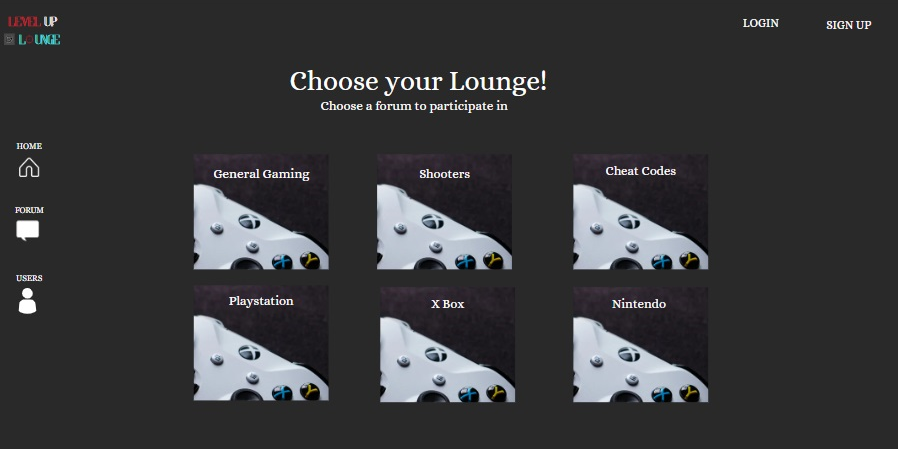 LEVEL UP
LOUNGE
LOGIN
SIGN UP
Choose your Lounge!
Choose a forum to participate in
HOME
FORUM
USERS
General Gaming
Shooters
Cheat Codes
Playstation
X Box
Nintendo